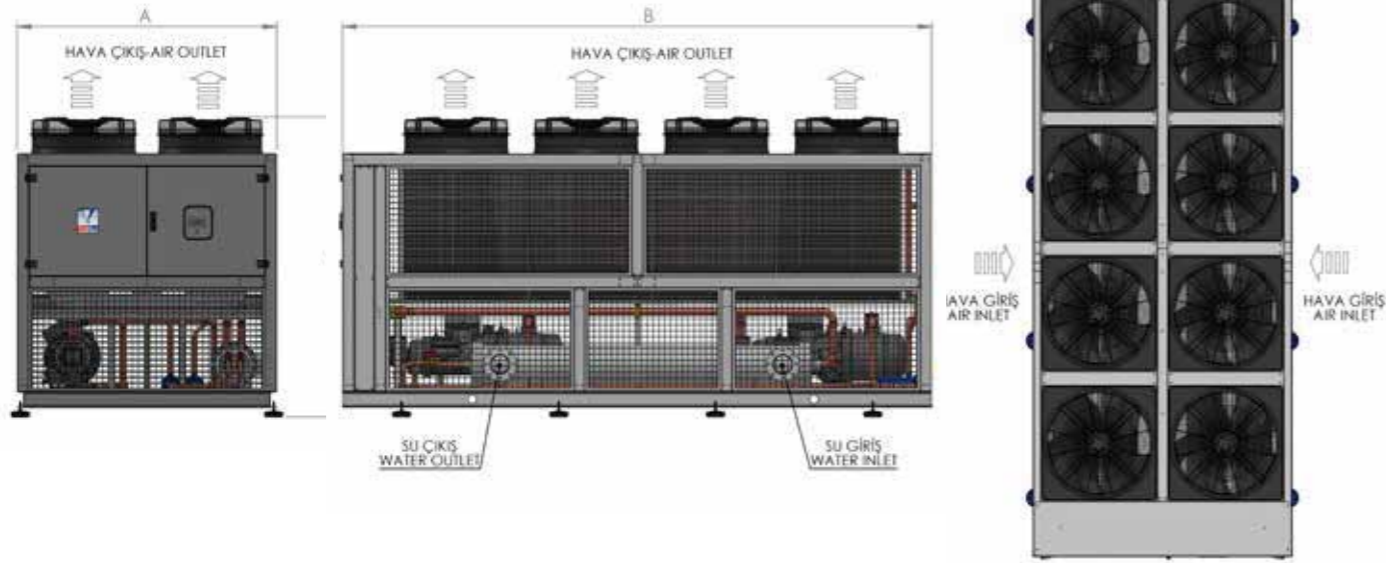 A
HAVA ÇIKIŞ-AIR OUTLET
B
HAVA ÇIKIŞ-AIR OUTLET
SU ÇIKIŞ
WATER OUTLET
SU GİRİŞ
WATER INLET
AVA GİRİŞ
AIR INLET
HAVA GİRİŞ
AIR INLET